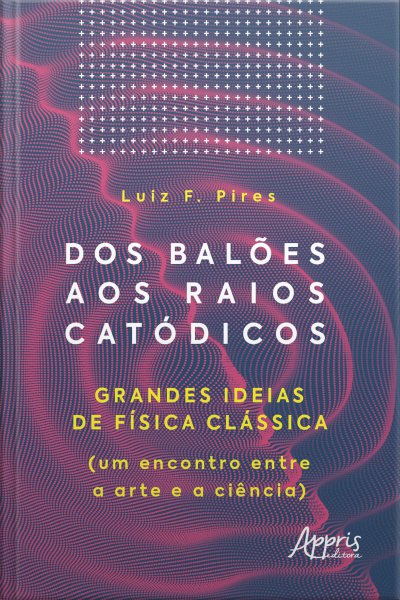 Luiz F. Pires
DOS BALÕES
AOS RAIOS
CATÓDICOS
GRANDES IDEIAS
DE FÍSICA CLÁSSICA
(um encontro entre
a arte e a ciência)
Appris
editora